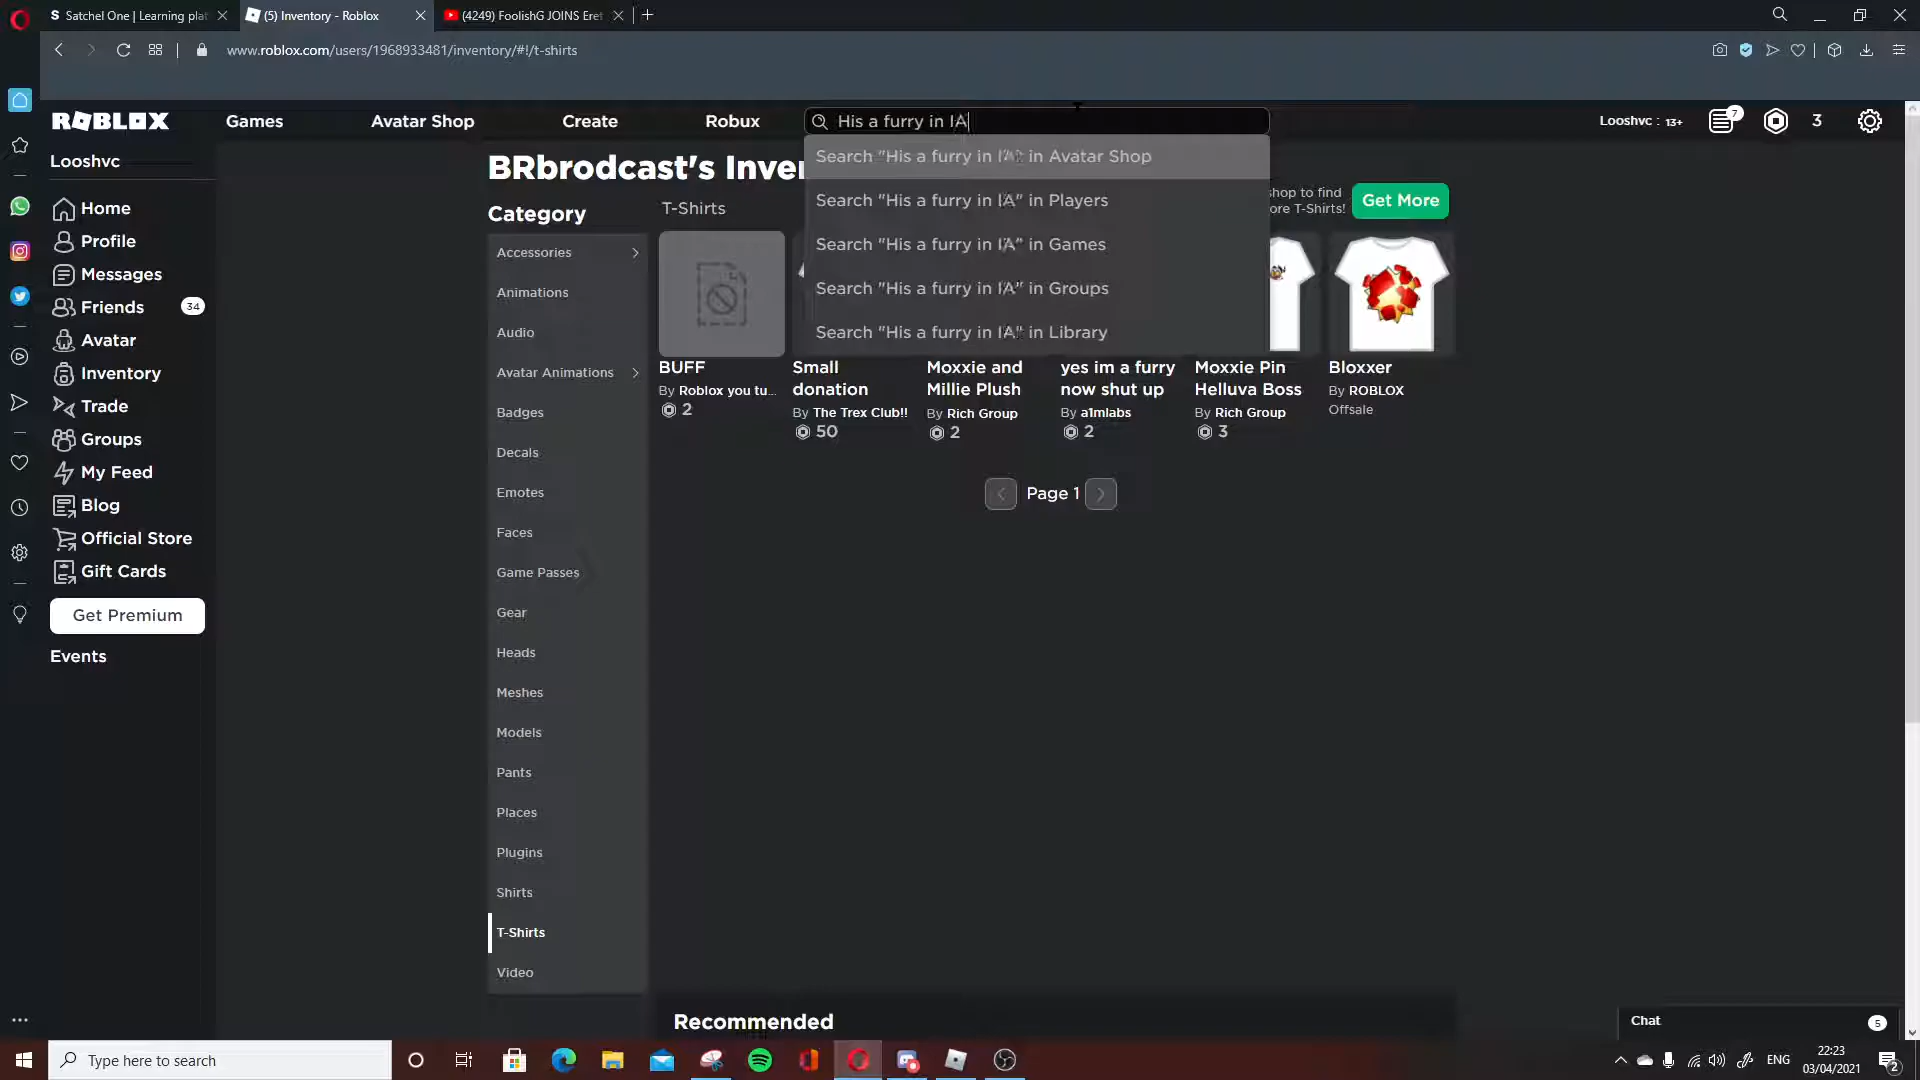 Satchel One | Learning plat
(5) Inventory - Roblox
(4249) FoolishG JOINS Eret
www.roblox.com/users/1968933481/inventory/#!/t-shirts
ROBLOX
Games
Avatar Shop
Create
Robux
His a furry in IA
Looshvc : 13+
7
3
Search "His a furry in IA" in Avatar Shop
Search "His a furry in IA" in Players
Search "His a furry in IA" in Games
Search "His a furry in IA" in Groups
Search "His a furry in IA" in Library
Looshvc
Home
Profile
Messages
Friends
34
Avatar
Inventory
Trade
Groups
My Feed
Blog
Official Store
Gift Cards
Get Premium
Events
BRbrodcast's Inve
Category
Accessories
Animations
Audio
Avatar Animations
Badges
Decals
Emotes
Faces
Game Passes
Gear
Heads
Meshes
Models
Pants
Places
Plugins
Shirts
T-Shirts
Video
T-Shirts
shop to find
ore T-Shirts!
Get More
BUFF
By Roblox you tu...
2
Small
donation
By The Trex Club!!
50
Moxxie and
Millie Plush
By Rich Group
2
yes im a furry
now shut up
By a1mlabs
2
Moxxie Pin
Helluva Boss
By Rich Group
3
Bloxxer
By ROBLOX
Offsale
Page 1
Recommended
Chat
5
Type here to search
ENG
22:23
03/04/2021
2